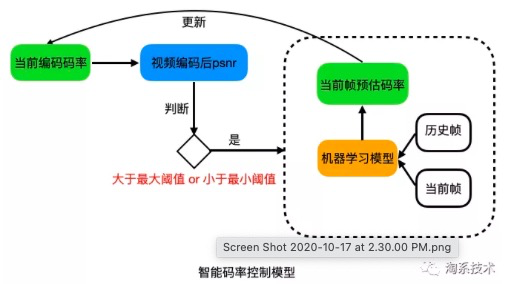 更新
当前编码码率
视频编码后psnr
判断
是
大于最大阈值 or 小于最小阈值
当前帧预估码率
机器学习模型
历史帧
当前帧
Screen Shot 2020-10-17 at 2.30.00 PM.png
智能码率控制模型
淘系技术